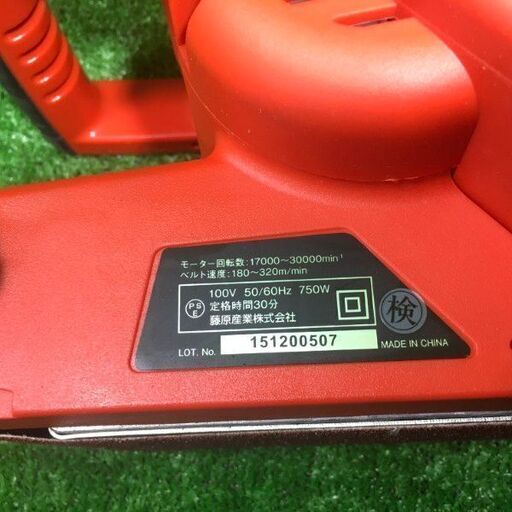 モーター回転数:17000～30000min⁻¹
ベルト速度:180～320m/min
PSE
100V 50/60Hz 750W
定格時間30分
藤原産業株式会社
検
LOT. No. 151200507
MADE IN CHINA